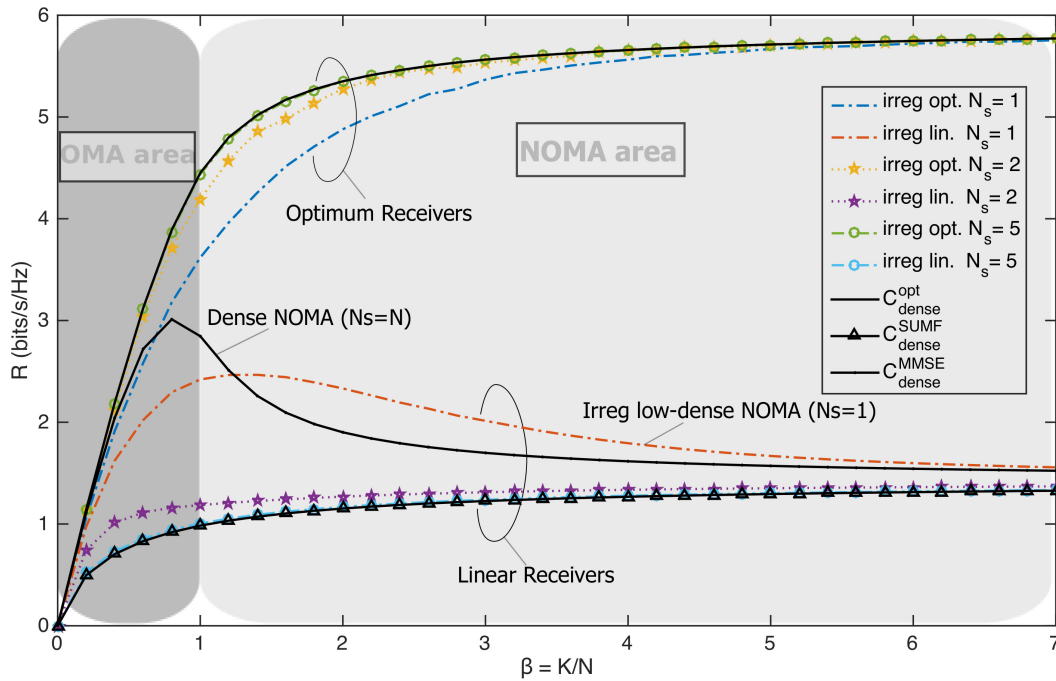 6
5
4
3
2
1
0
R (bits/s/Hz)
OMA area
NOMA area
Optimum Receivers
Dense NOMA (Ns=N)
Irreg low-dense NOMA (Ns=1)
Linear Receivers
irreg opt. N_s= 1
irreg lin. N_s= 1
irreg opt. N_s= 2
irreg lin. N_s= 2
irreg opt. N_s= 5
irreg lin. N_s= 5
C_dense^opt
C_dense^SUMF
C_dense^MMSE
0 1 2 3 4 5 6 7
β = K/N